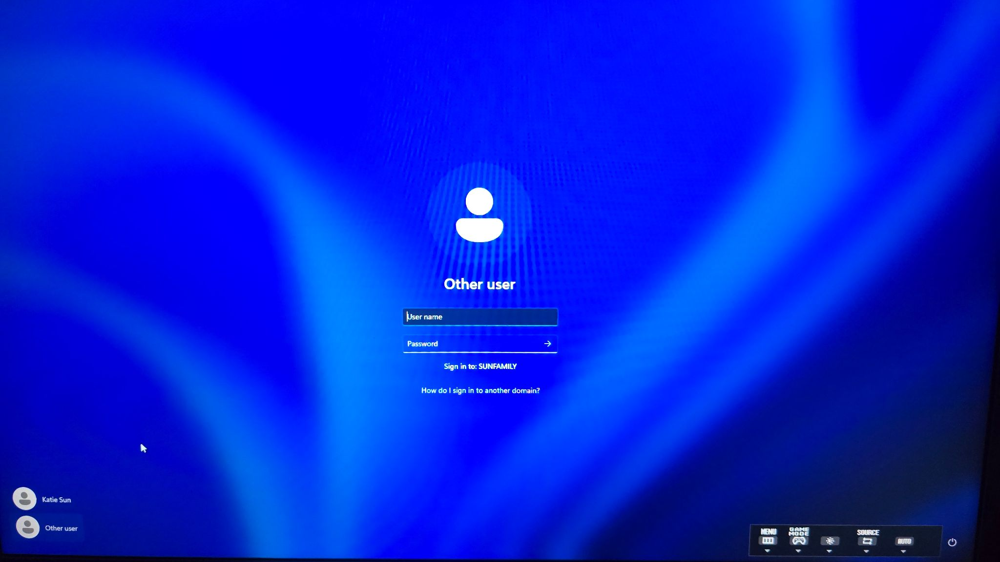 Other user
User name
Password
Sign in to: SUNFAMILY
How do I sign in to another domain?
Katie Sun
Other user
MENU
GAME
MODE
SOURCE
AUTO